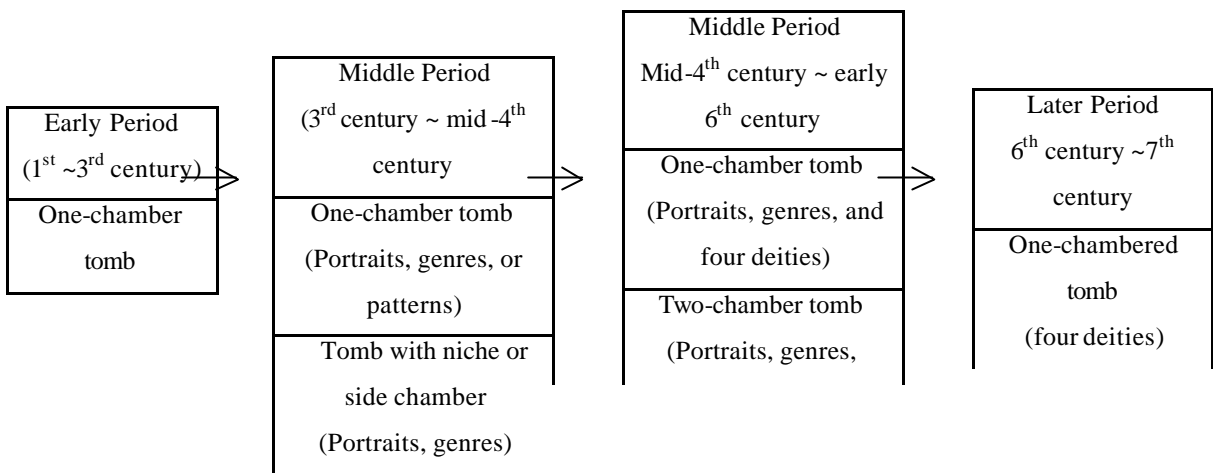 Early Period
(1st ~3rd century)
One-chamber
tomb
Middle Period
(3rd century ~ mid-4th
century
One-chamber tomb
(Portraits, genres, or
patterns)
Tomb with niche or
side chamber
(Portraits, genres)
Middle Period
Mid-4th century ~ early
6th century
One-chamber tomb
(Portraits, genres, and
four deities)
Two-chamber tomb
(Portraits, genres,
Later Period
6th century ~7th
century
One-chambered
tomb
(four deities)